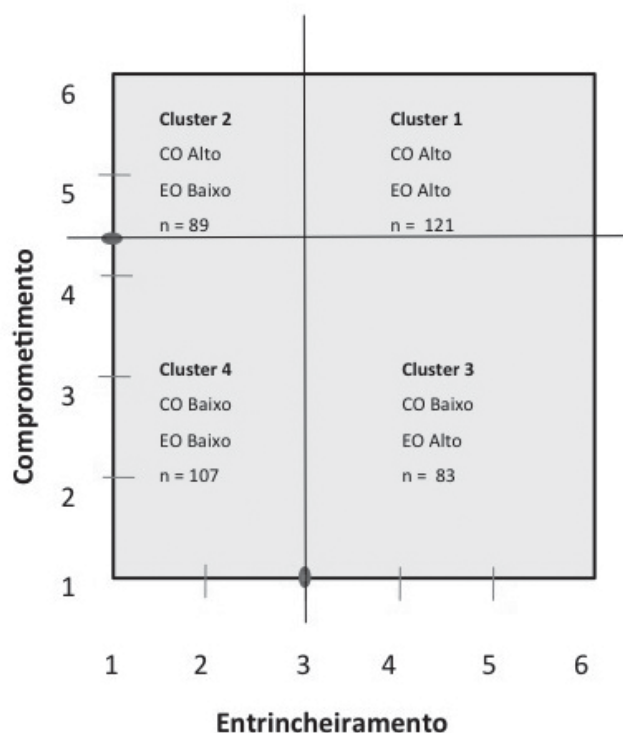 6
5
4
3
2
1
Comprometimento
Cluster 2
CO Alto
EO Baixo
n = 89
Cluster 1
CO Alto
EO Alto
n = 121
Cluster 4
CO Baixo
EO Baixo
n = 107
Cluster 3
CO Baixo
EO Alto
n = 83
1 2 3 4 5 6
Entrincheiramento